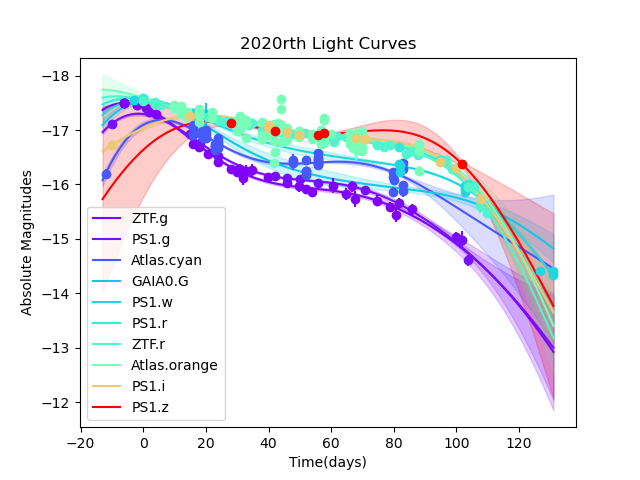 2020rth Light Curves
Absolute Magnitudes
−18
−17
−16
−15
−14
−13
−12
ZTF.g
PS1.g
Atlas.cyan
GAIA0.G
PS1.w
PS1.r
ZTF.r
Atlas.orange
PS1.i
PS1.z
−20 0 20 40 60 80 100 120
Time(days)